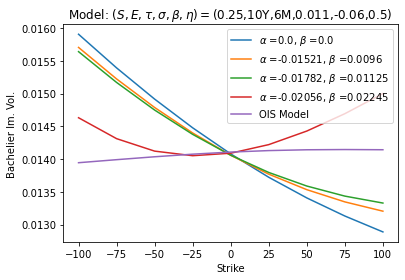 Model: (S, E, τ, σ, β, η) = (0.25,10Y,6M,0.011,-0.06,0.5)
0.0160
0.0155
0.0150
0.0145
0.0140
0.0135
0.0130
Bachelier Im. Vol.
α =0.0, β =0.0
α =-0.01521, β =0.0096
α =-0.01782, β =0.01125
α =-0.02056, β =0.02245
OIS Model
−100 −75 −50 −25 0 25 50 75 100
Strike